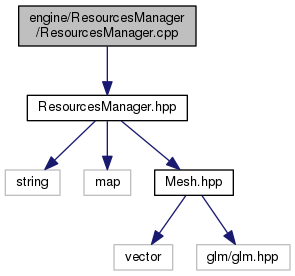 engine/ResourcesManager
/ResourcesManager.cpp
ResourcesManager.hpp
string
map
Mesh.hpp
vector
glm/glm.hpp